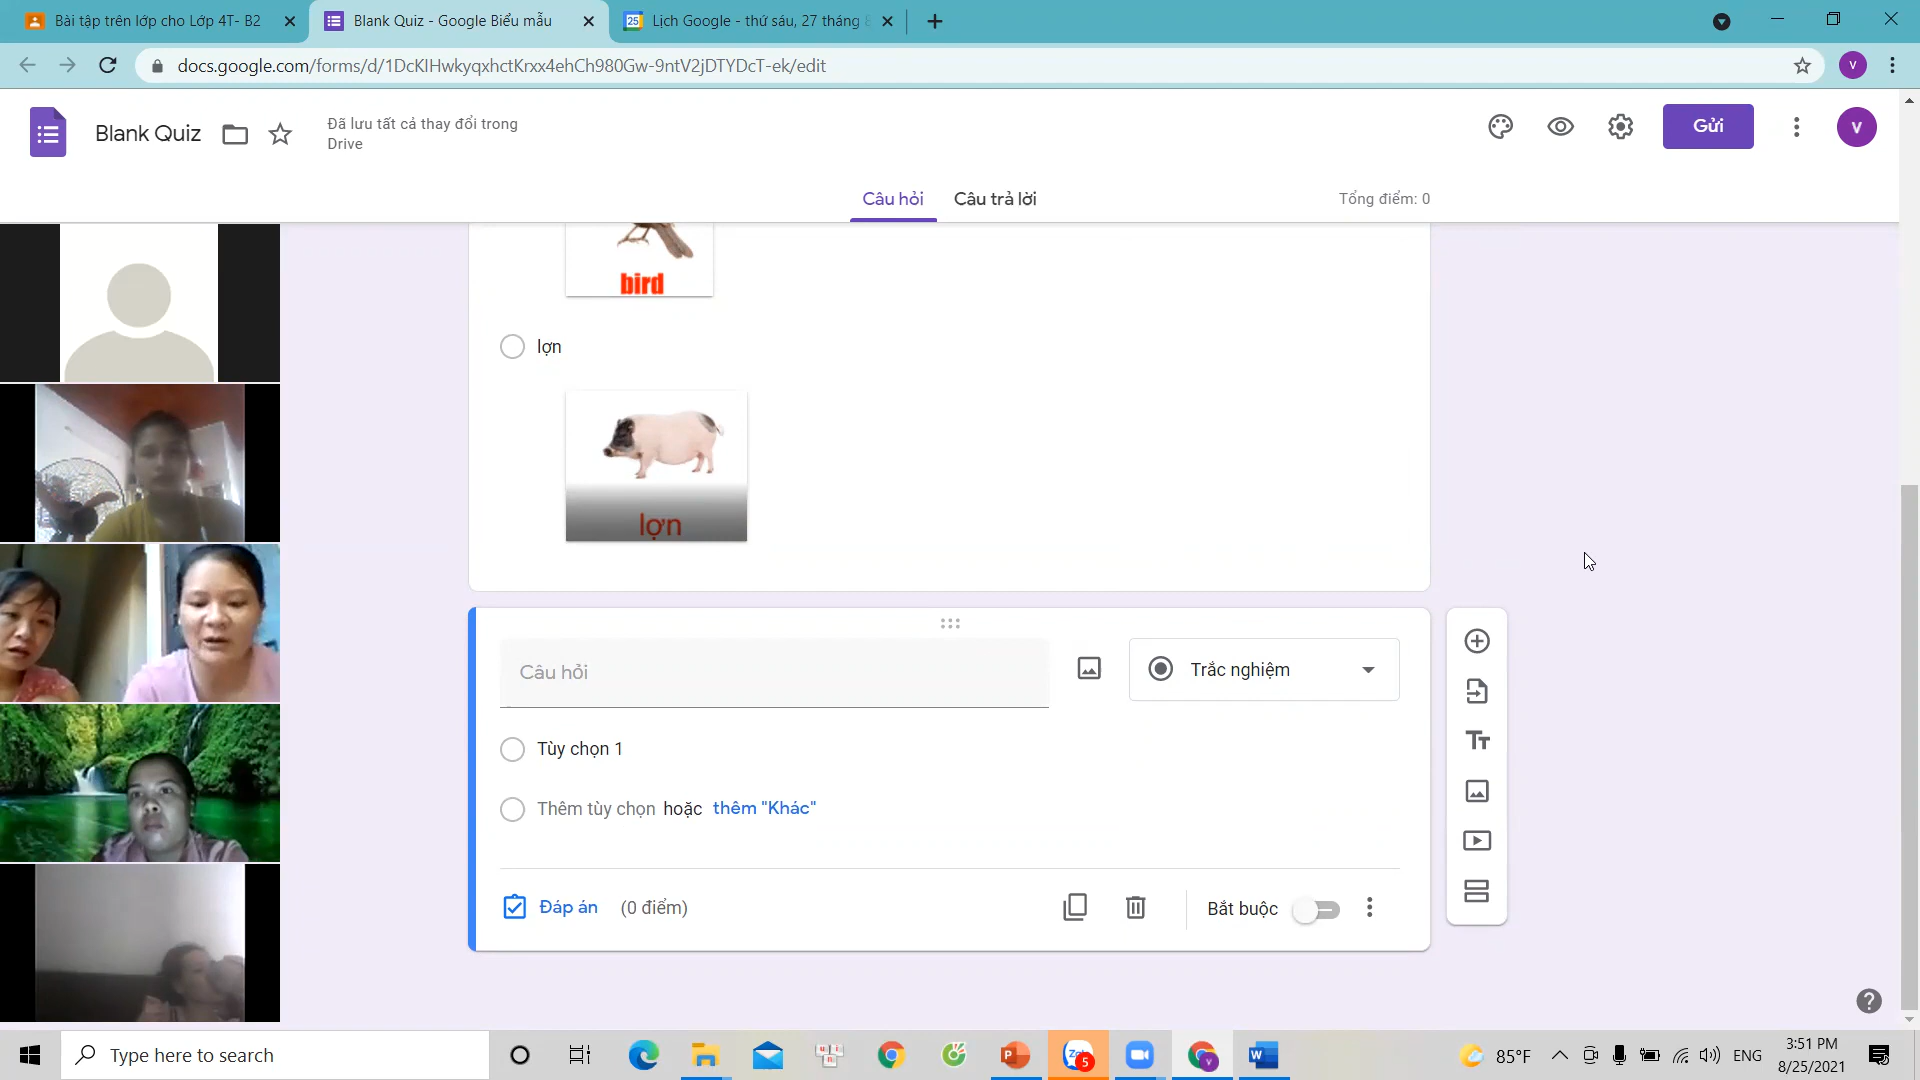 Bài tập trên lớp cho Lớp 4T- B2
Blank Quiz - Google Biểu mẫu
25
Lịch Google - thứ sáu, 27 tháng
docs.google.com/forms/d/1DcKIHwkyqxhctKrxx4ehCh980Gw-9ntV2jDTYDcT-ek/edit
V
Blank Quiz
Đã lưu tất cả thay đổi trong
Drive
Gửi
V
Câu hỏi
Câu trả lời
Tổng điểm: 0
bird
lợn
lợn
Câu hỏi
Trắc nghiệm
Tùy chọn 1
Thêm tùy chọn hoặc thêm "Khác"
Đáp án
(0 điểm)
Bắt buộc
Type here to search
5
85°F
ENG
3:51 PM
8/25/2021